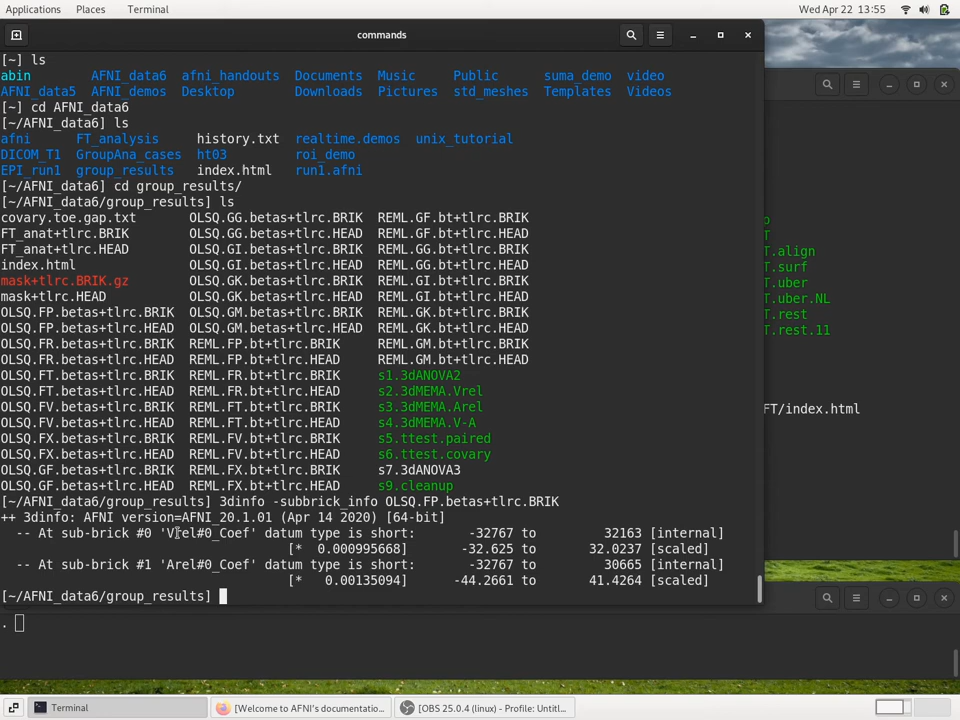 Applications Places Terminal Wed Apr 22 13:55
commands
[~] ls
abin AFNI_data6 afni_handouts Documents Music Public suma_demo video
AFNI_data5 AFNI_demos Desktop Downloads Pictures std_meshes Templates Videos
[~] cd AFNI_data6
[~/AFNI_data6] ls
afni FT_analysis history.txt realtime.demos unix_tutorial
DICOM_T1 GroupAna_cases ht03 roi_demo
EPI_run1 group_results index.html run1.afni
[~/AFNI_data6] cd group_results/
[~/AFNI_data6/group_results] ls
covary.toe.gap.txt OLSQ.GG.betas+tlrc.BRIK REML.GF.bt+tlrc.BRIK
FT_anat+tlrc.BRIK OLSQ.GG.betas+tlrc.HEAD REML.GF.bt+tlrc.HEAD
FT_anat+tlrc.HEAD OLSQ.GI.betas+tlrc.BRIK REML.GG.bt+tlrc.BRIK
index.html OLSQ.GI.betas+tlrc.HEAD REML.GG.bt+tlrc.HEAD
mask+tlrc.BRIK.gz OLSQ.GK.betas+tlrc.BRIK REML.GI.bt+tlrc.BRIK
mask+tlrc.HEAD OLSQ.GK.betas+tlrc.HEAD REML.GI.bt+tlrc.HEAD
OLSQ.FP.betas+tlrc.BRIK OLSQ.GM.betas+tlrc.BRIK REML.GK.bt+tlrc.BRIK
OLSQ.FP.betas+tlrc.HEAD OLSQ.GM.betas+tlrc.HEAD REML.GK.bt+tlrc.HEAD
OLSQ.FR.betas+tlrc.BRIK REML.FP.bt+tlrc.BRIK REML.GM.bt+tlrc.BRIK
OLSQ.FR.betas+tlrc.HEAD REML.FP.bt+tlrc.HEAD REML.GM.bt+tlrc.HEAD
OLSQ.FT.betas+tlrc.BRIK REML.FR.bt+tlrc.BRIK s1.3dANOVA2
OLSQ.FT.betas+tlrc.HEAD REML.FR.bt+tlrc.HEAD s2.3dMEMA.Vrel
OLSQ.FV.betas+tlrc.BRIK REML.FT.bt+tlrc.BRIK s3.3dMEMA.Arel
OLSQ.FV.betas+tlrc.HEAD REML.FT.bt+tlrc.HEAD s4.3dMEMA.V-A
OLSQ.FX.betas+tlrc.BRIK REML.FV.bt+tlrc.BRIK s5.ttest.paired
OLSQ.FX.betas+tlrc.HEAD REML.FV.bt+tlrc.HEAD s6.ttest.covary
OLSQ.GF.betas+tlrc.BRIK REML.FX.bt+tlrc.BRIK s7.3dANOVA3
OLSQ.GF.betas+tlrc.HEAD REML.FX.bt+tlrc.HEAD s9.cleanup
[~/AFNI_data6/group_results] 3dinfo -subbrick_info OLSQ.FP.betas+tlrc.BRIK
++ 3dinfo: AFNI version=AFNI_20.1.01 (Apr 14 2020) [64-bit]
-- At sub-brick #0 'Vrel#0_Coef' datum type is short: -32767 to 32163 [internal]
[* 0.000995668] -32.625 to 32.0237 [scaled]
-- At sub-brick #1 'Arel#0_Coef' datum type is short: -32767 to 30665 [internal]
[* 0.00135094] -44.2661 to 41.4264 [scaled]
[~/AFNI_data6/group_results]
T
T.align
T.surf
T.uber
T.uber.NL
T.rest
T.rest.11
FT/index.html
.
Terminal [Welcome to AFNI's documentatio... [OBS 25.0.4 (linux) - Profile: Untitl...